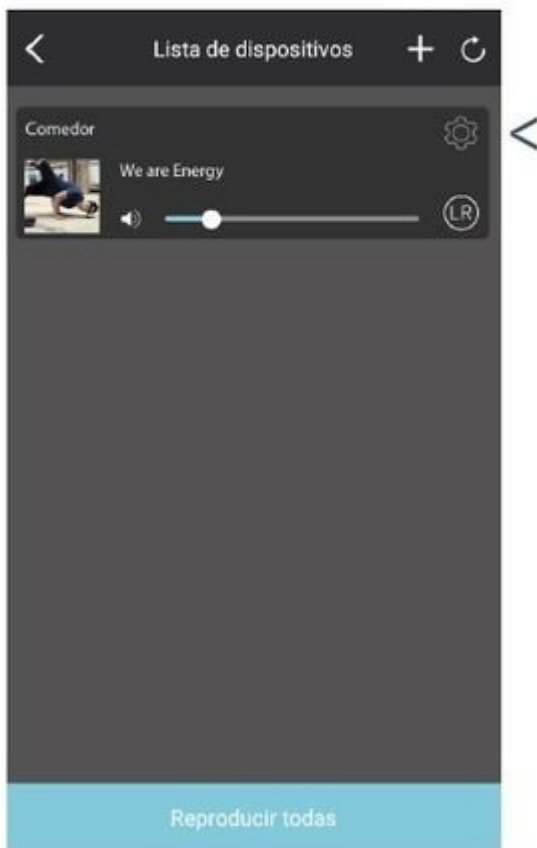 Lista de dispositivos
Comedor
We are Energy
LR
Reproducir todas